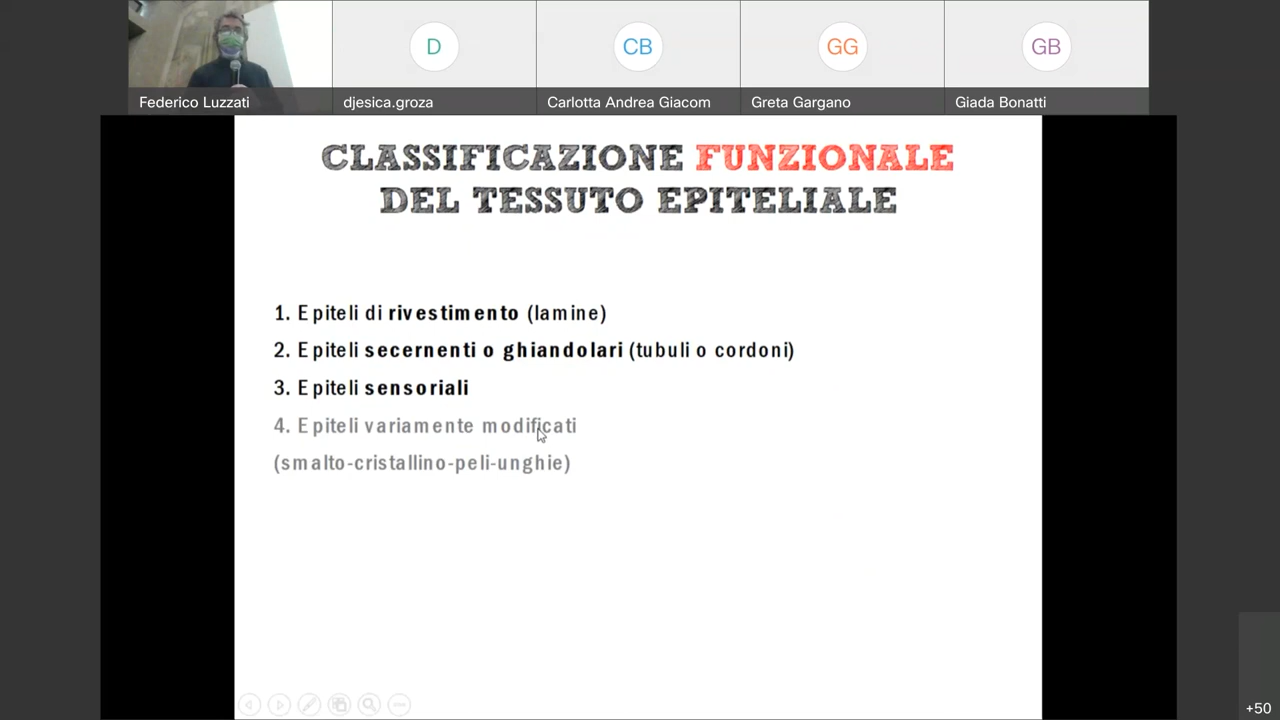 D
CB
GG
GB
Federico Luzzati
djesica.groza
Carlotta Andrea Giacom
Greta Gargano
Giada Bonatti
CLASSIFICAZIONE FUNZIONALE
DEL TESSUTO EPITELIALE
1. Epiteli di rivestimento (lamine)
2. Epiteli secernenti o ghiandolari (tubuli o cordoni)
3. Epiteli sensoriali
4. Epiteli variamente modificati
(smalto-cristallino-peli-unghie)
+50